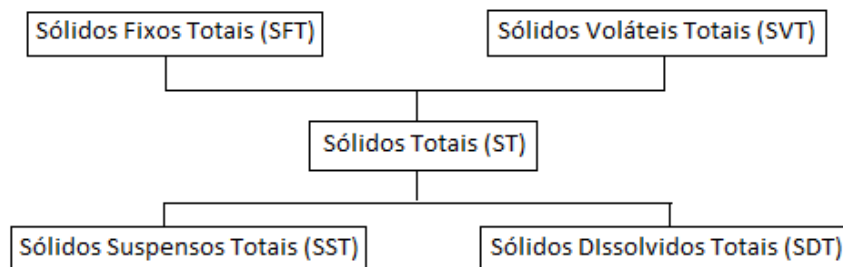 Sólidos Fixos Totais (SFT)
Sólidos Voláteis Totais (SVT)
Sólidos Totais (ST)
Sólidos Suspensos Totais (SST)
Sólidos DIssolvidos Totais (SDT)